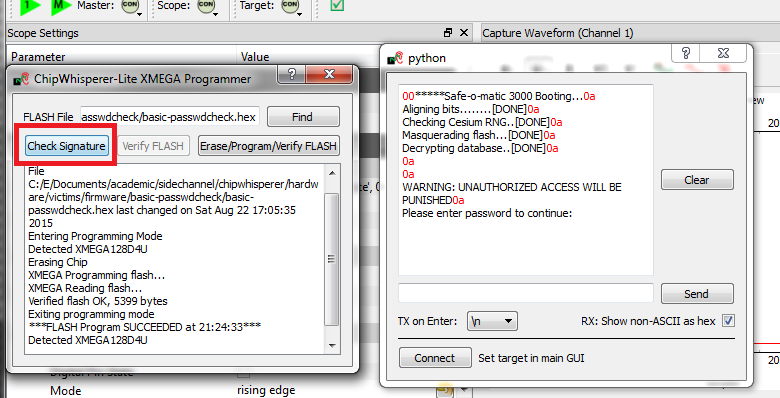 Master:
CON
Scope:
CON
Target:
CON
Scope Settings
Capture Waveform (Channel 1)
Parameter
Value
ChipWhisperer-Lite XMEGA Programmer
FLASH File
asswdcheck/basic-passwdcheck.hex
Find
Check Signature
Verify FLASH
Erase/Program/Verify FLASH
File
C:/E/Documents/academic/sidechannel/chipwhisperer/hardw
are/victims/firmware/basic-passwdcheck/basic-
passwdcheck.hex last changed on Sat Aug 22 17:05:35
2015
Entering Programming Mode
Detected XMEGA128D4U
Erasing Chip
XMEGA Programming flash...
XMEGA Reading flash...
Verified flash OK, 5399 bytes
Exiting programming mode
***FLASH Program SUCCEEDED at 21:24:33***
Detected XMEGA128D4U
Mode
rising edge
python
00*****Safe-o-matic 3000 Booting...0a
Aligning bits........[DONE]0a
Checking Cesium RNG..[DONE]0a
Masquerading flash...[DONE]0a
Decrypting database..[DONE]0a
0a
0a
WARNING: UNAUTHORIZED ACCESS WILL BE
PUNISHED0a
Please enter password to continue:
Clear
Send
TX on Enter:
\n
RX: Show non-ASCII as hex
Connect
Set target in main GUI
20
20